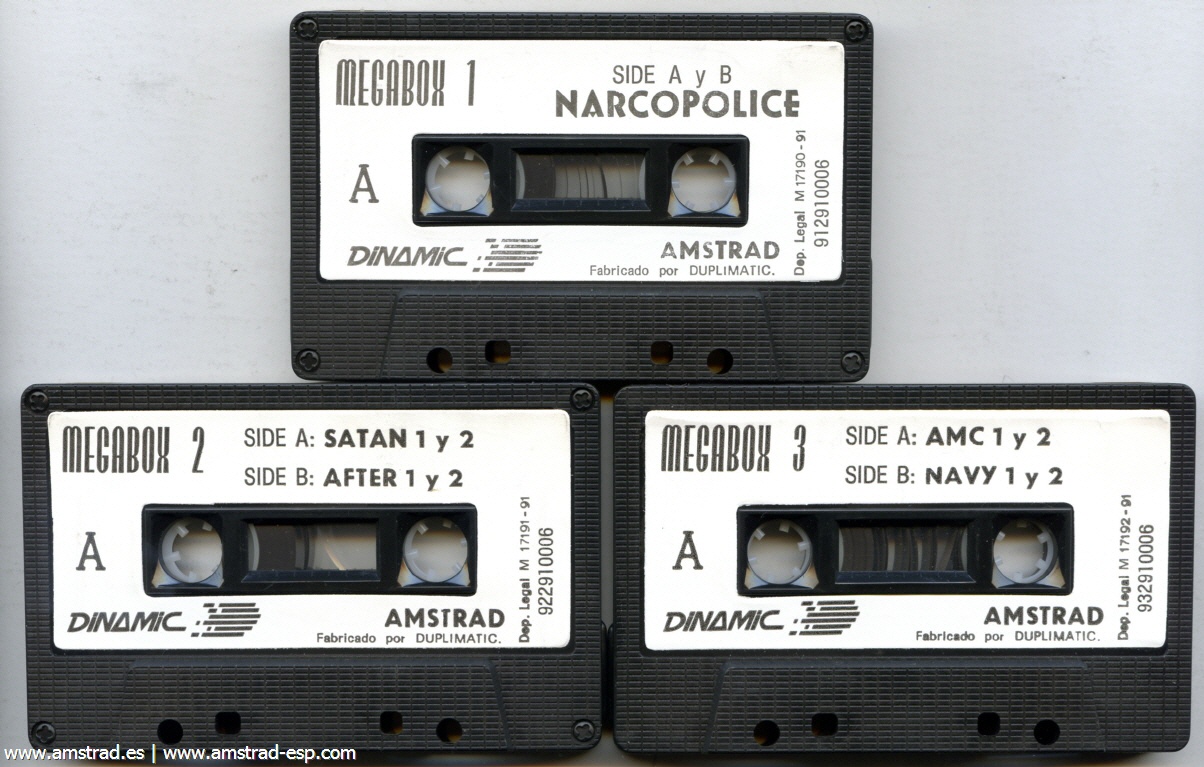 MEGABOX 1
SIDE A y B
NARCOPOLICE
A
DINAMIC
AMSTRAD
Fabricado por DUPLIMATIC.
Dep. Legal M 17190 - 91
912910006
MEGABOX 2
SIDE A: SATAN 1 y 2
SIDE B: AFTER 1 y 2
A
DINAMIC
AMSTRAD
Fabricado por DUPLIMATIC.
Dep. Legal M 17191 - 91
922910006
MEGABOX 3
SIDE A: AMC 1 y 2
SIDE B: NAVY 1 y 2
A
DINAMIC
AMSTRAD
Fabricado por DUPLIMATIC.
Dep. Legal M 17192 - 91
932910006
www.amstrad.es | www.amstrad-esp.com